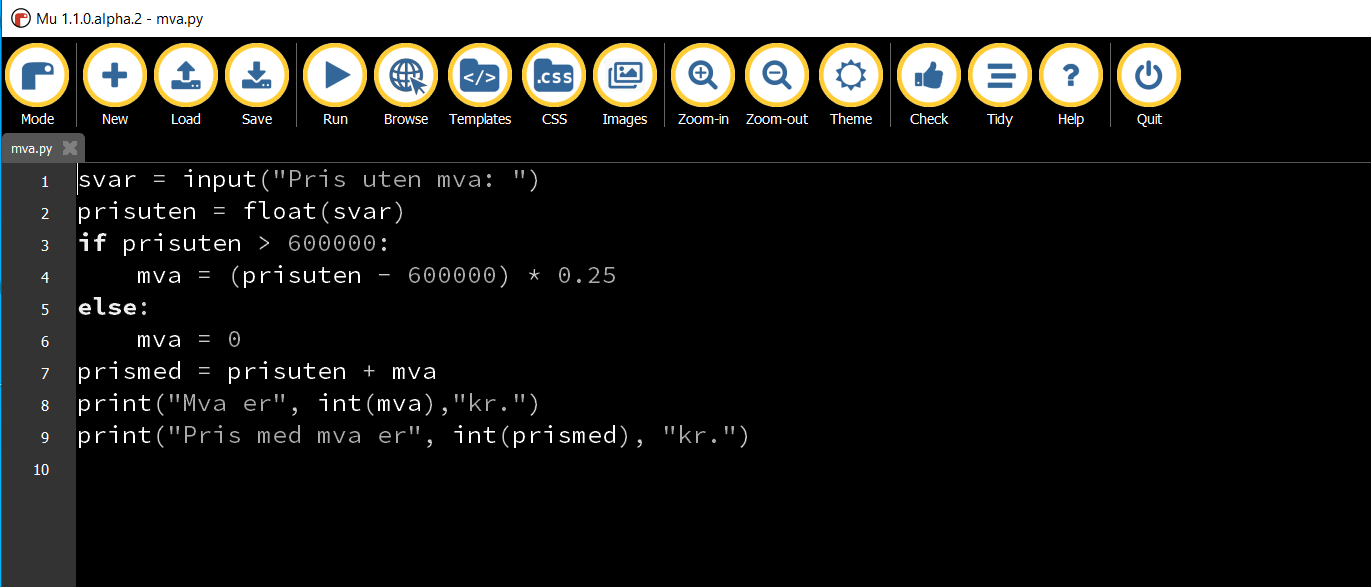 Mu 1.1.0.alpha.2 - mva.py
Mode New Load Save Run Browse Templates CSS Images Zoom-in Zoom-out Theme Check Tidy Help Quit
mva.py
1 svar = input("Pris uten mva: ")
2 prisuten = float(svar)
3 if prisuten > 600000:
4     mva = (prisuten - 600000) * 0.25
5 else:
6     mva = 0
7 prismed = prisuten + mva
8 print("Mva er", int(mva),"kr.")
9 print("Pris med mva er", int(prismed), "kr.")
10